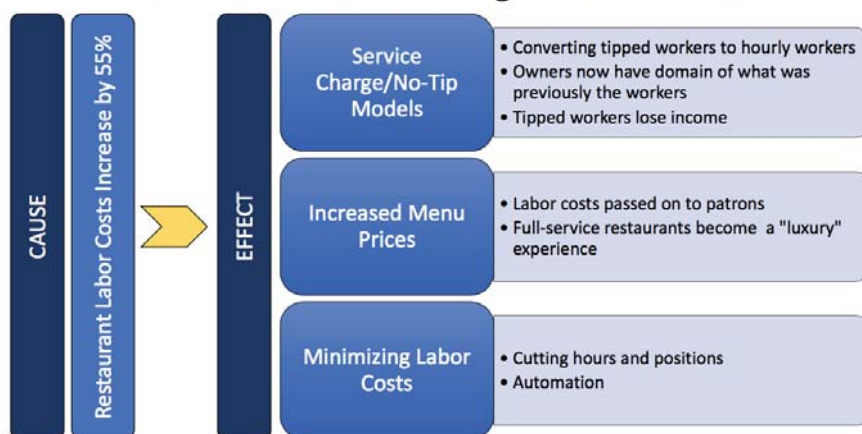 CAUSE
Restaurant Labor Costs Increase by 55%
EFFECT
Service
Charge/No-Tip
Models
• Converting tipped workers to hourly workers
• Owners now have domain of what was
previously the workers
• Tipped workers lose income
Increased Menu
Prices
• Labor costs passed on to patrons
• Full-service restaurants become a "luxury"
experience
Minimizing Labor
Costs
• Cutting hours and positions
• Automation